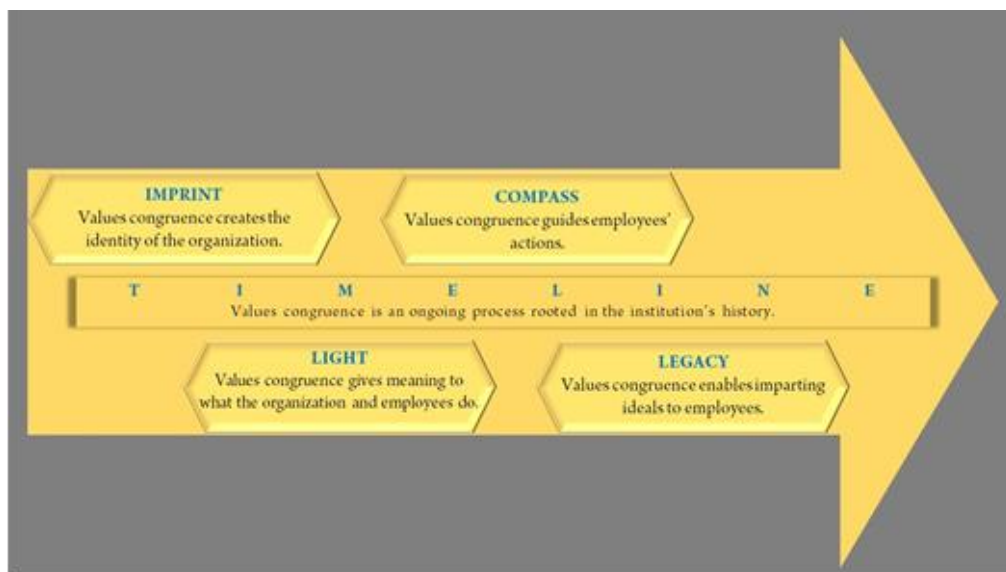 IMPRINT
Values congruence creates the
identity of the organization.
COMPASS
Values congruence guides employees'
actions.
T I M E L I N E
Values congruence is an ongoing process rooted in the institution's history.
LIGHT
Values congruence gives meaning to
what the organization and employees do.
LEGACY
Values congruence enables imparting
ideals to employees.